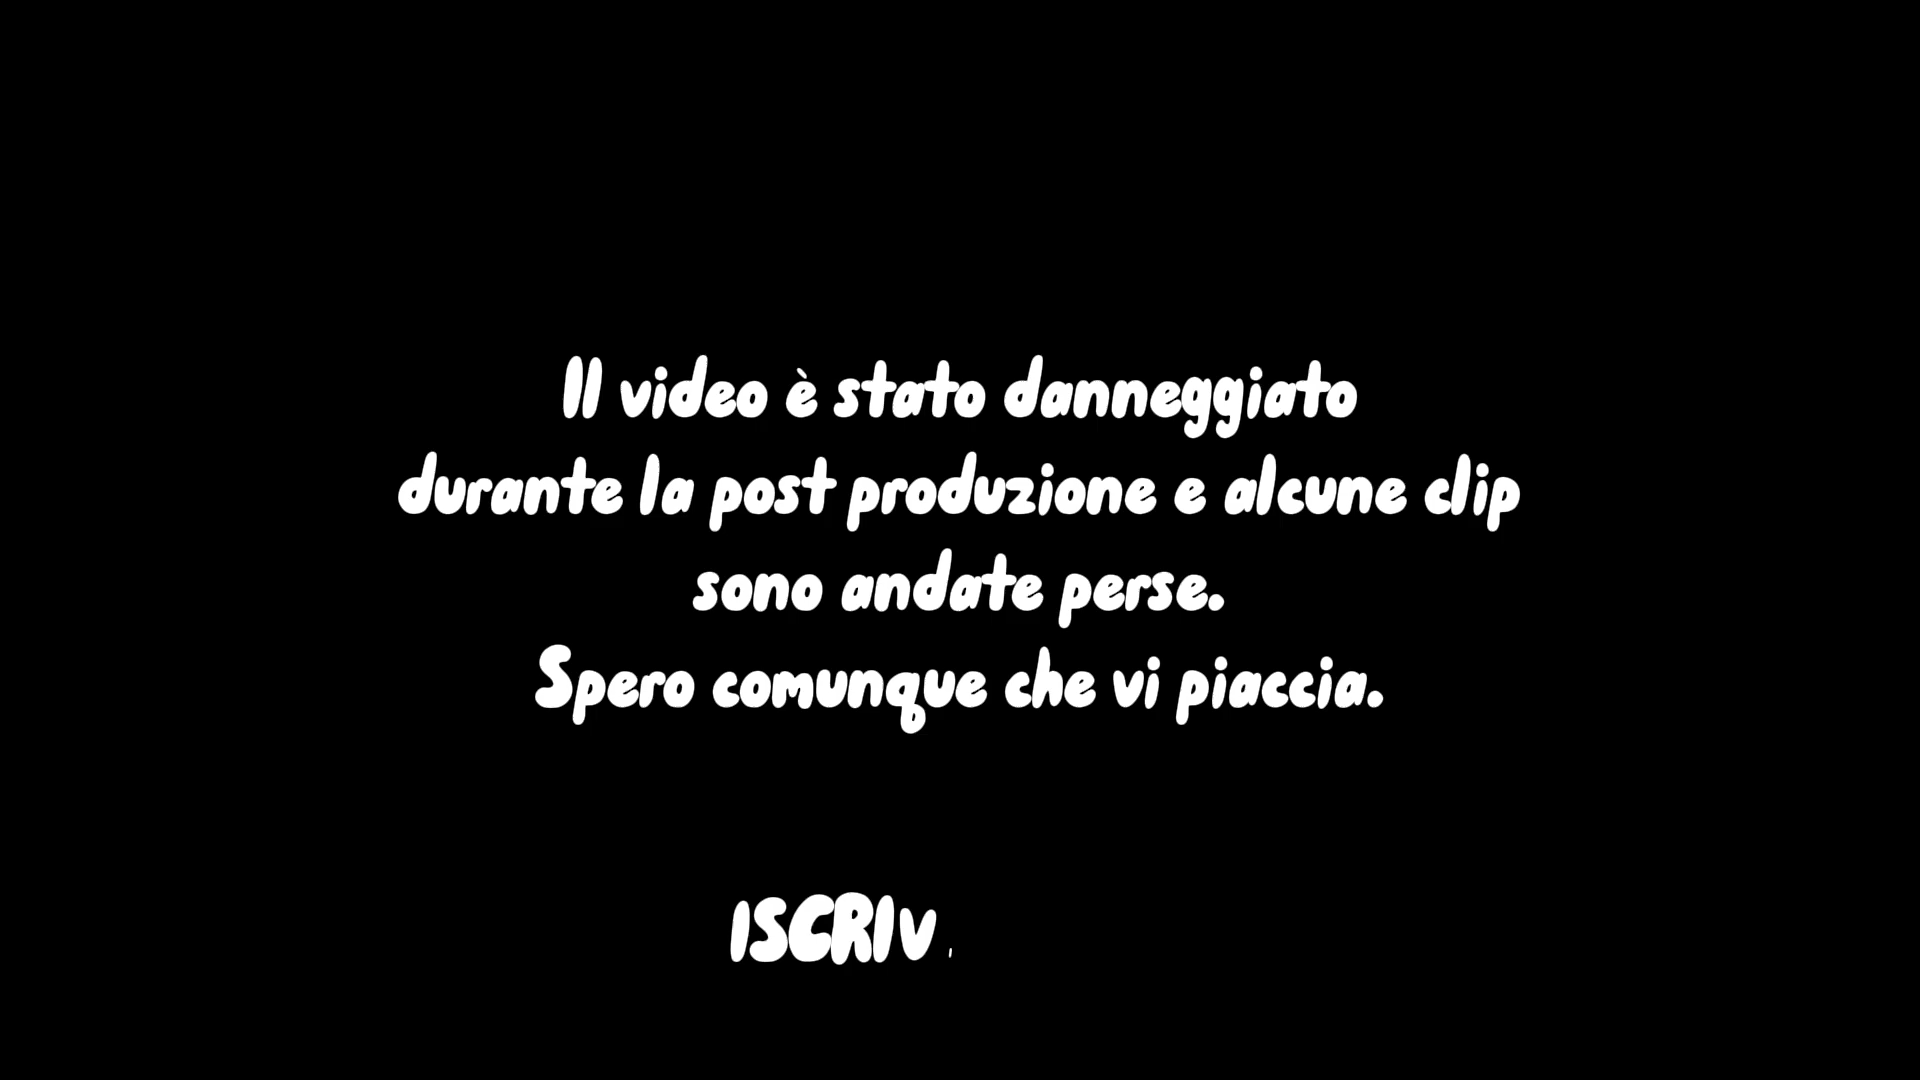 Il video è stato danneggiato
durante la post produzione e alcune clip
sono andate perse.
Spero comunque che vi piaccia.
ISCRIV